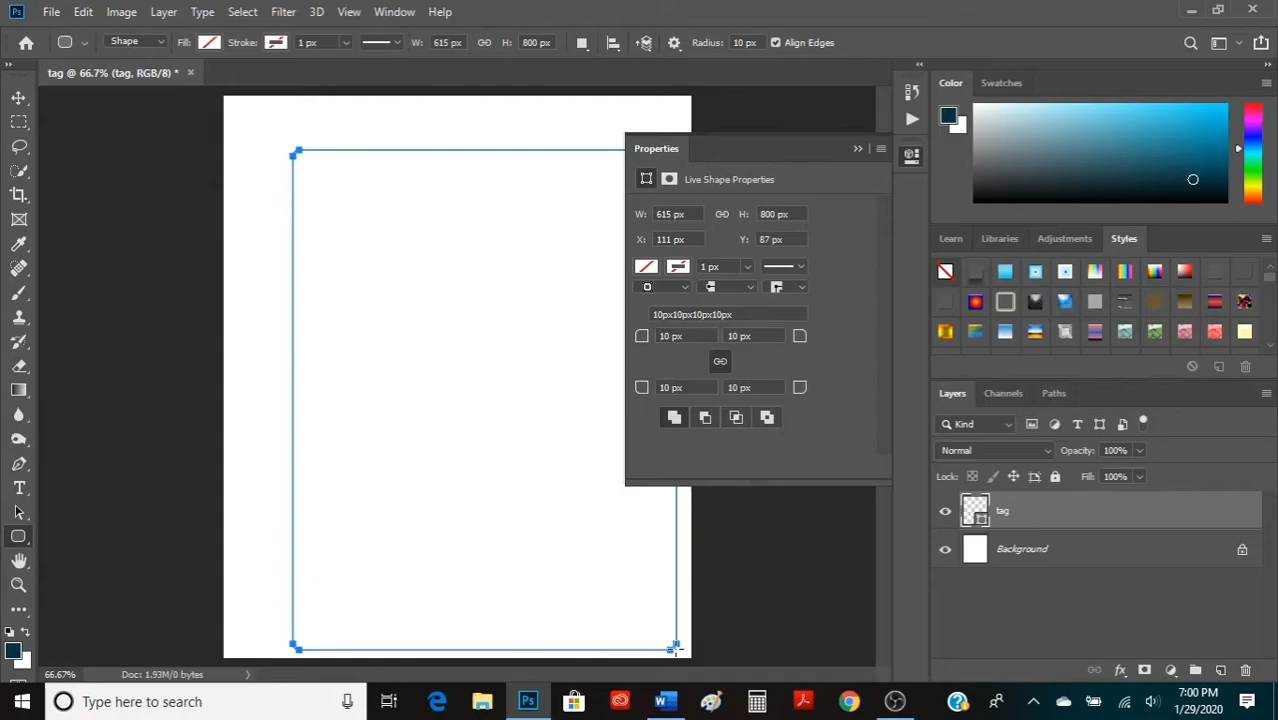 Ps File Edit Image Layer Type Select Filter 3D View Window Help
Shape Fill: Stroke: 1 px W: 615 px H: 800 px Radius: 10 px Align Edges
tag @ 66.7% (tag, RGB/8) * ×
Color Swatches
Properties
Live Shape Properties
W: 615 px H: 800 px
X: 111 px Y: 87 px
1 px
10px10px10px10px
10 px 10 px
10 px 10 px
Learn Libraries Adjustments Styles
Layers Channels Paths
Kind
Normal Opacity: 100%
Lock: Fill: 100%
tag
Background
66.67% Doc: 1.93M/0 bytes
Type here to search
Ps
7:00 PM
1/29/2020